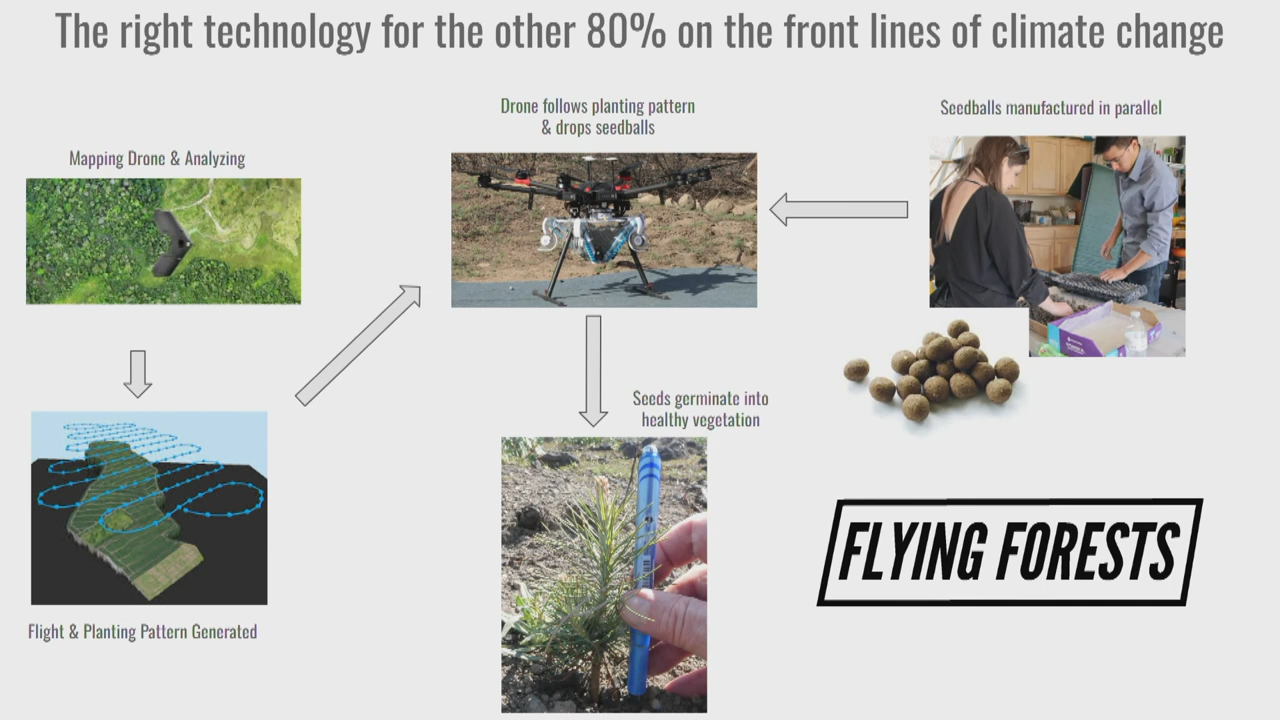 The right technology for the other 80% on the front lines of climate change
Mapping Drone & Analyzing
Drone follows planting pattern
& drops seedballs
Seedballs manufactured in parallel
Seeds germinate into
healthy vegetation
Flight & Planting Pattern Generated
FLYING FORESTS